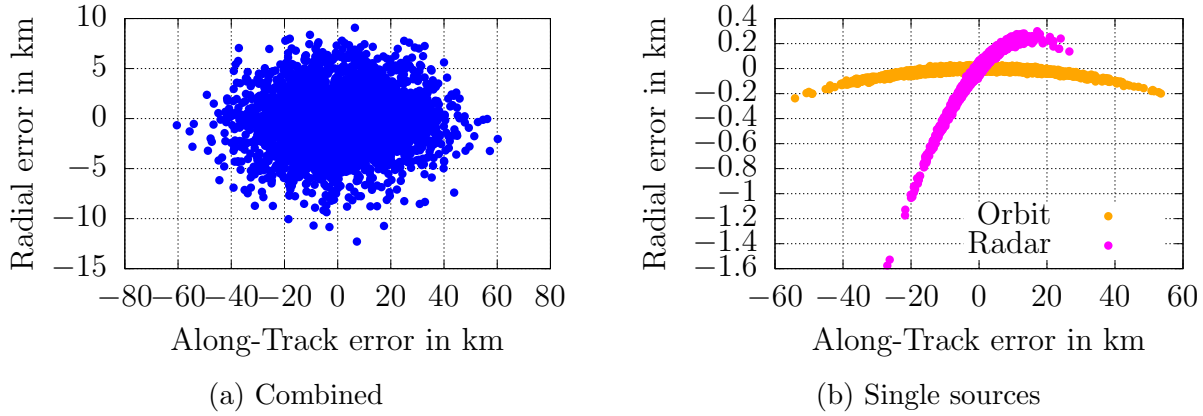 10
5
0
−5
−10
−15
−80 −60 −40 −20 0 20 40 60 80
Radial error in km
Along-Track error in km
(a) Combined
0.4
0.2
0
−0.2
−0.4
−0.6
−0.8
−1
−1.2
−1.4
−1.6
−60 −40 −20 0 20 40 60
Radial error in km
Along-Track error in km
Orbit
Radar
(b) Single sources